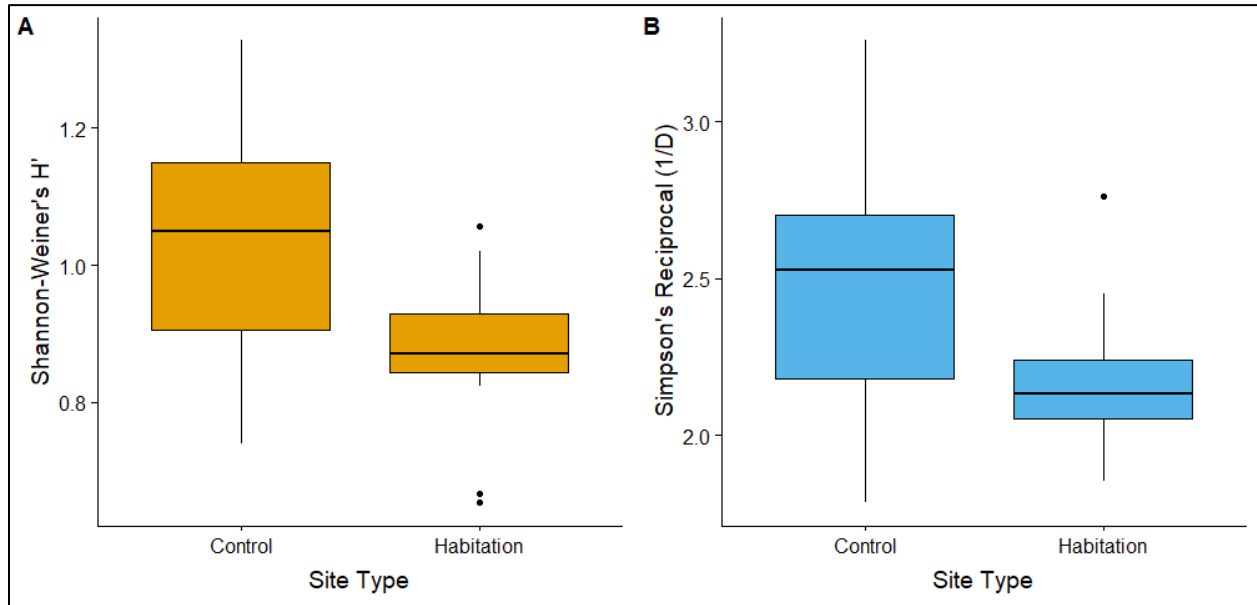 A
Shannon-Weiner's H'
1.2
1.0
0.8
Control
Habitation
Site Type
B
Simpson's Reciprocal (1/D)
3.0
2.5
2.0
Control
Habitation
Site Type